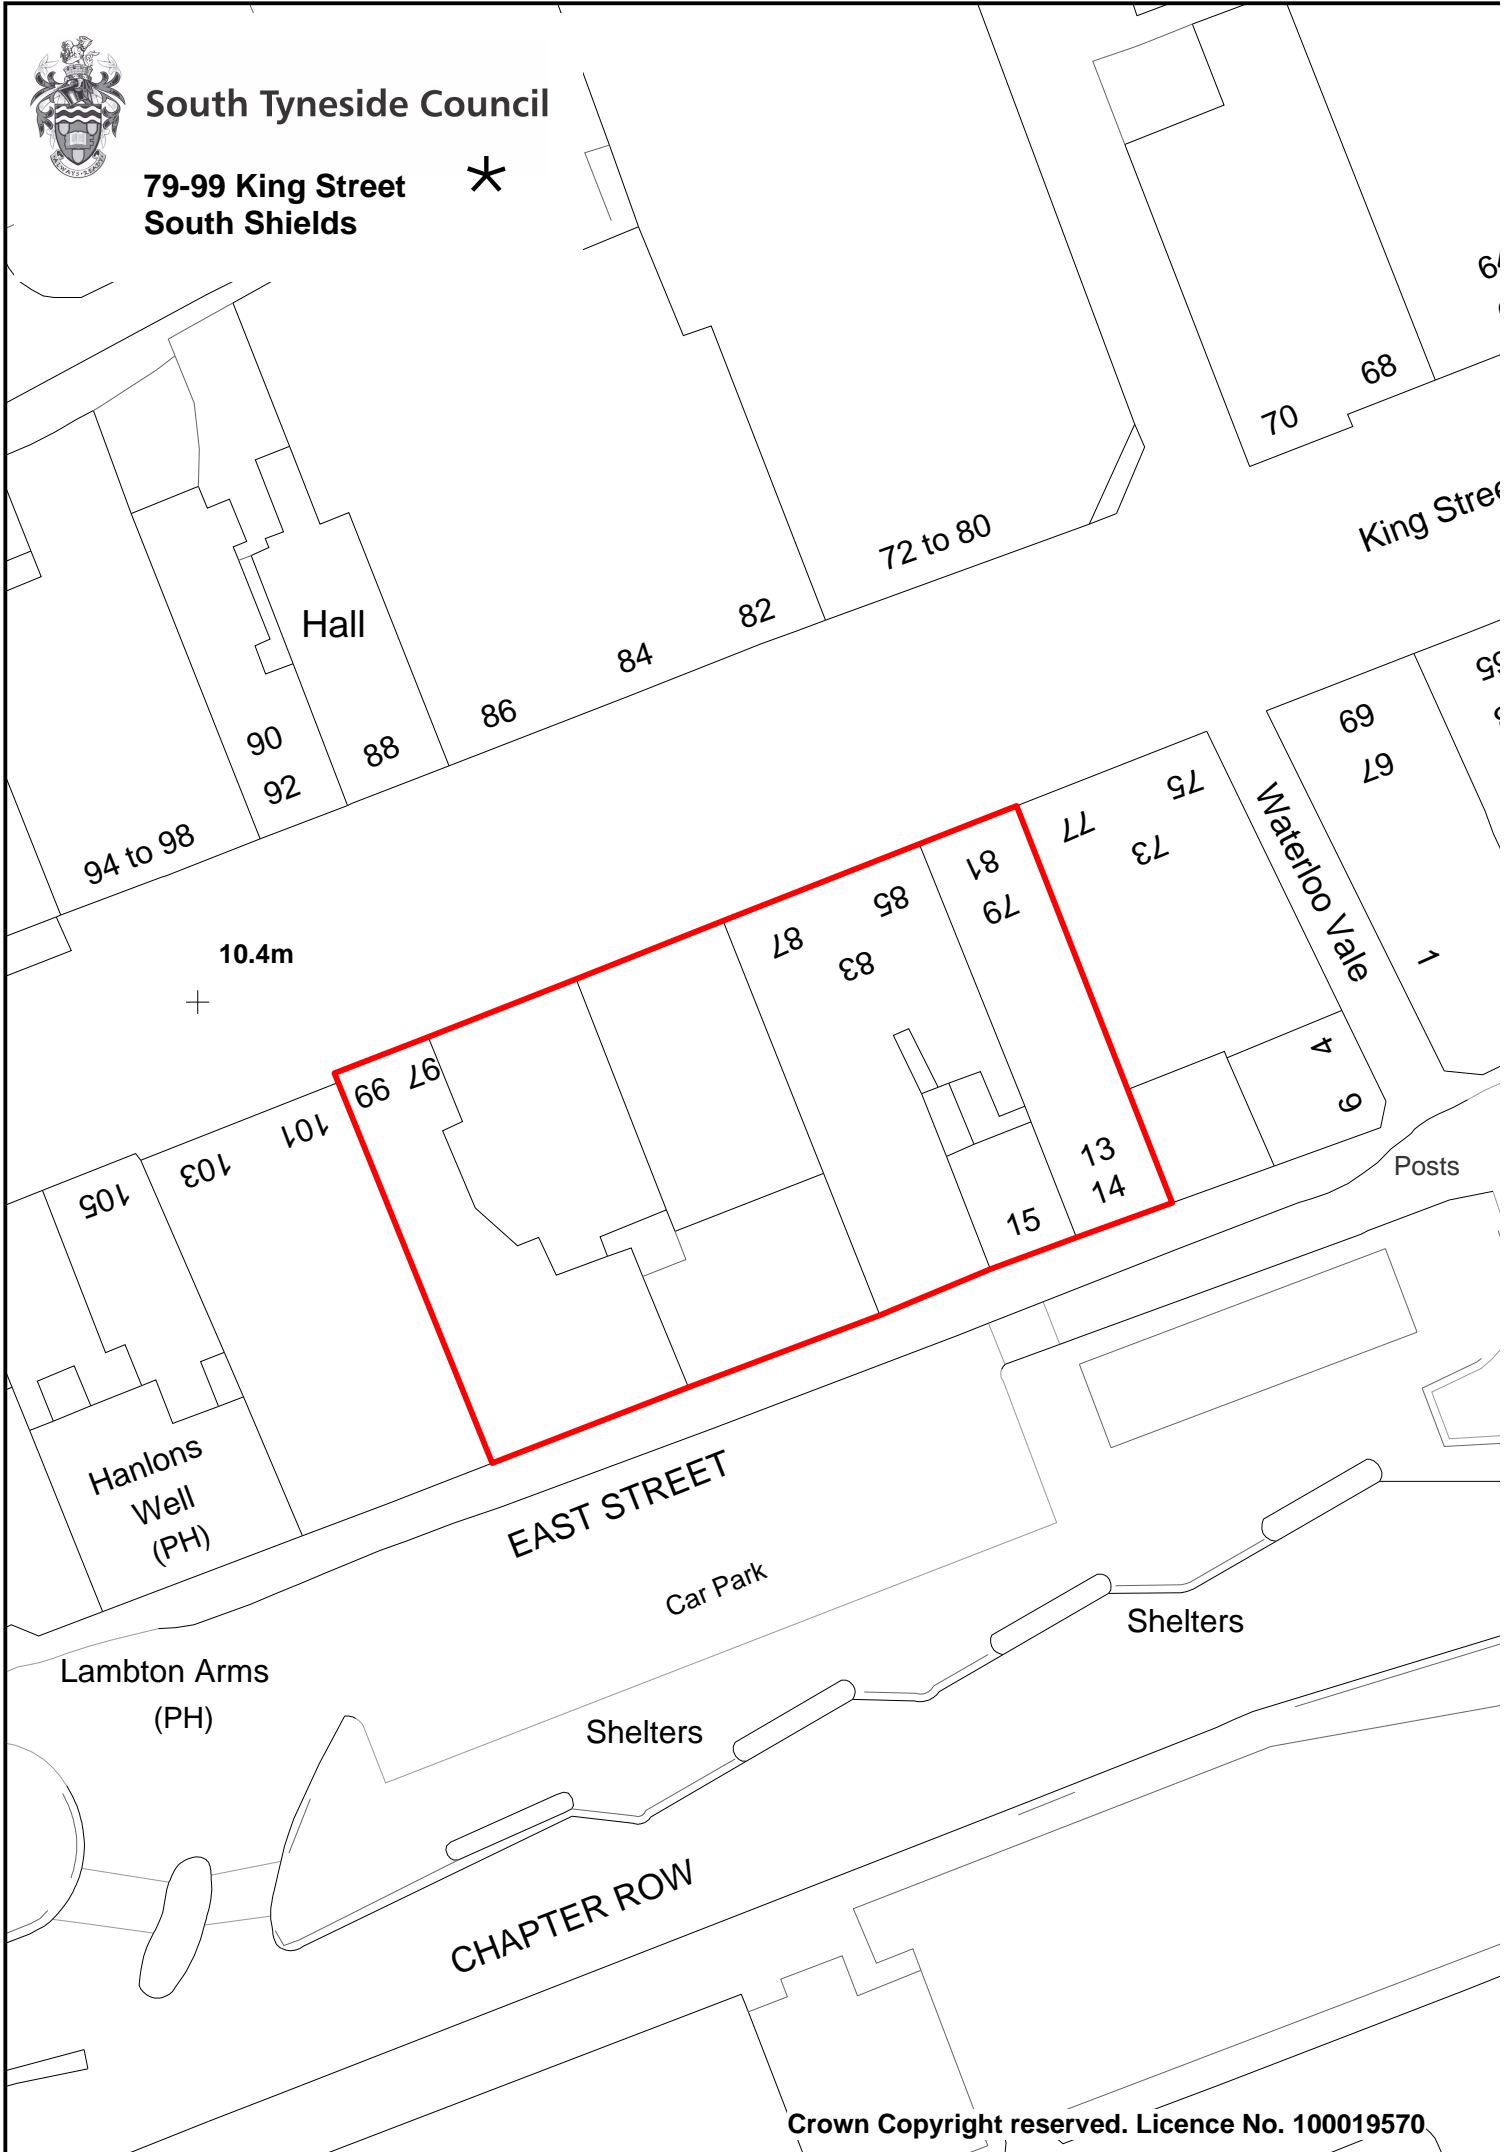 South Tyneside Council
79-99 King Street
South Shields
ALWAYS·READY
68
70
King Stree
72 to 80
82
84
86
Hall
88
90
92
94 to 98
10.4m
69
67
75
77
73
Waterloo Vale
1
81
79
85
87
83
97
99
101
103
105
4
6
13
14
15
Posts
Hanlons
Well
(PH)
EAST STREET
Car Park
Shelters
Lambton Arms
(PH)
Shelters
CHAPTER ROW
Crown Copyright reserved. Licence No. 100019570